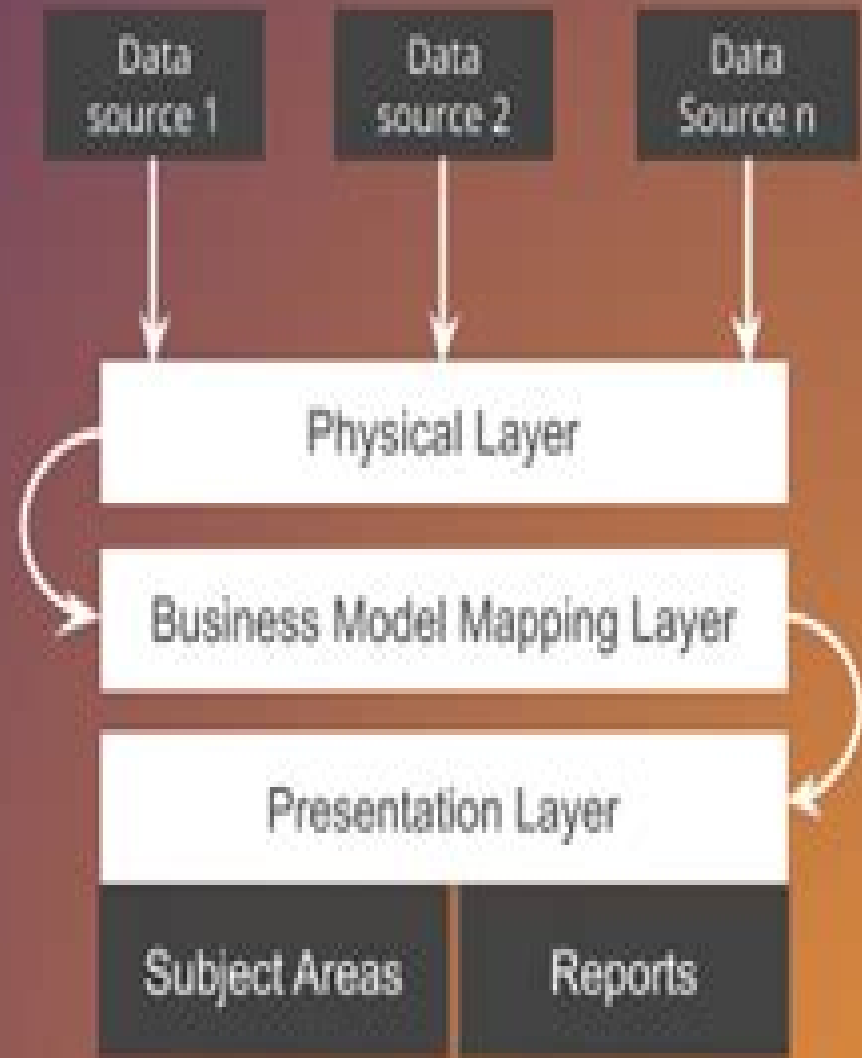 Data
source 1
Data
source 2
Data
Source n
Physical Layer
Business Model Mapping Layer
Presentation Layer
Subject Areas
Reports